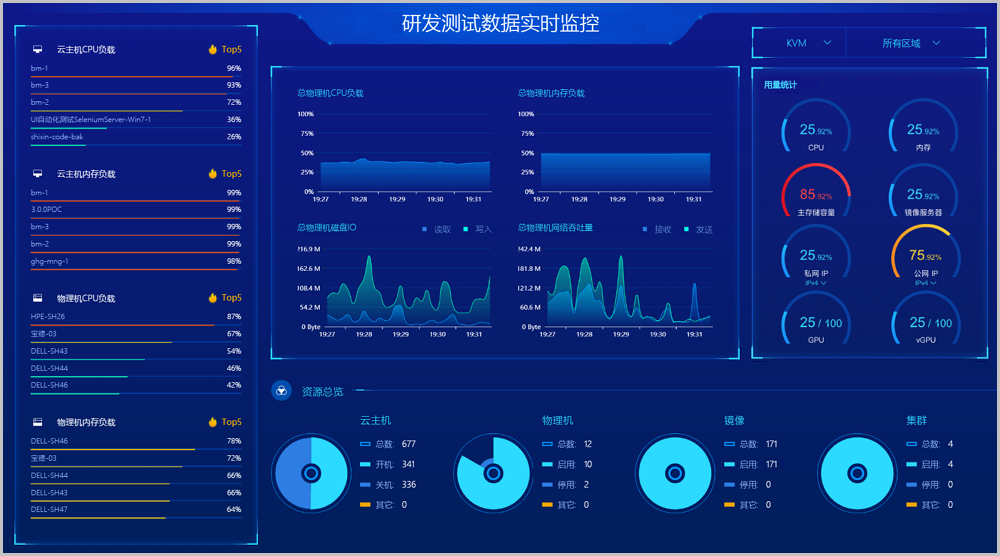 研发测试数据实时监控
云主机CPU负载 Top5
bm-1 96%
bm-3 93%
bm-2 72%
UI自动化测试SeleniumServer-Win7-1 36%
shixin-code-bak 26%
云主机内存负载 Top5
bm-1 99%
3.0.0POC 99%
bm-3 99%
bm-2 99%
ghg-mng-1 98%
物理机CPU负载 Top5
HPE-SH26 87%
宝德-03 67%
DELL-SH43 54%
DELL-SH44 46%
DELL-SH46 42%
物理机内存负载 Top5
DELL-SH46 78%
宝德-03 72%
DELL-SH44 66%
DELL-SH43 66%
DELL-SH47 64%
总物理机CPU负载
100%
75%
50%
25%
0%
19:27 19:28 19:29 19:30 19:31
总物理机内存负载
100%
75%
50%
25%
0%
19:27 19:28 19:29 19:30 19:31
总物理机磁盘IO 读取 写入
216.9 M
162.6 M
108.4 M
54.2 M
0 Byte
19:27 19:28 19:29 19:30 19:31
总物理机网络吞吐量 接收 发送
242.4 M
181.8 M
121.2 M
60.6 M
0 Byte
19:27 19:28 19:29 19:30 19:31
KVM 所有区域
用量统计
25.92% 25.92%
CPU 内存
85.92% 25.92%
主存储容量 镜像服务器
25.92% 75.92%
私网 IP 公网 IP
IPv4 IPv4
25 / 100 25 / 100
GPU vGPU
资源总览
云主机
总数: 677
开机: 341
关机: 336
其它: 0
物理机
总数: 12
启用: 10
停用: 2
其它: 0
镜像
总数: 171
启用: 171
停用: 0
其它: 0
集群
总数: 4
启用: 4
停用: 0
其它: 0